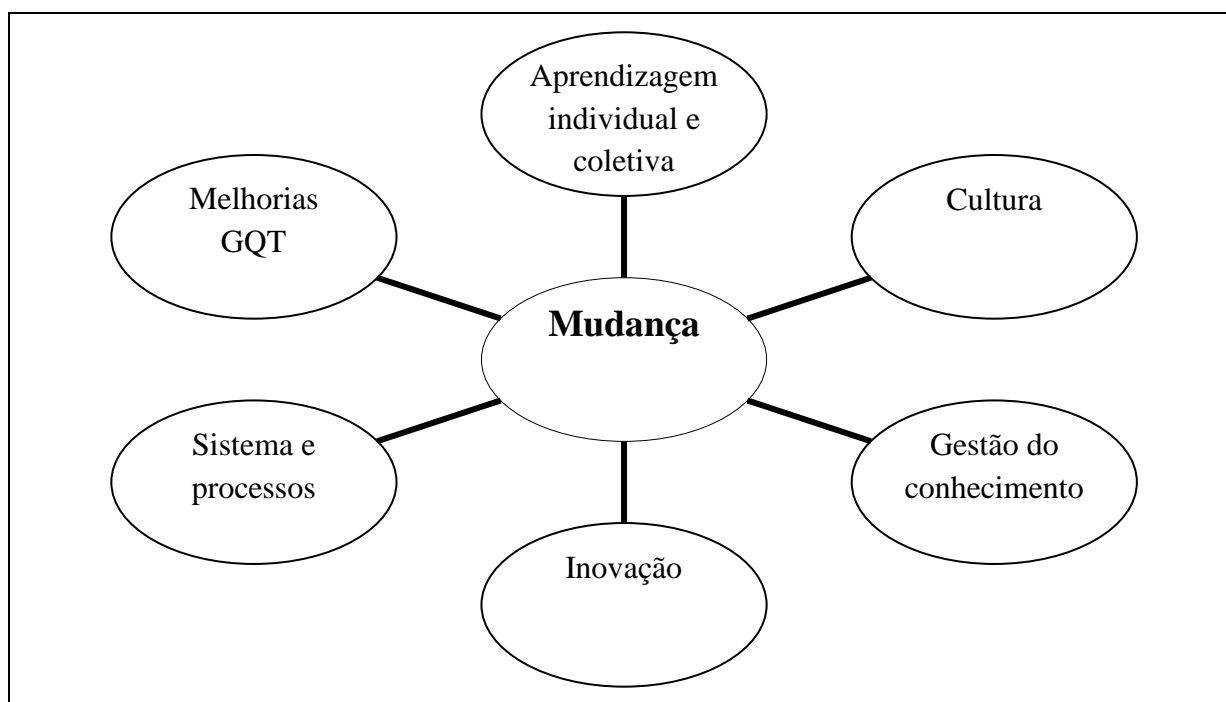 Aprendizagem
individual e
coletiva
Melhorias
GQT
Cultura
Mudança
Sistema e
processos
Gestão do
conhecimento
Inovação